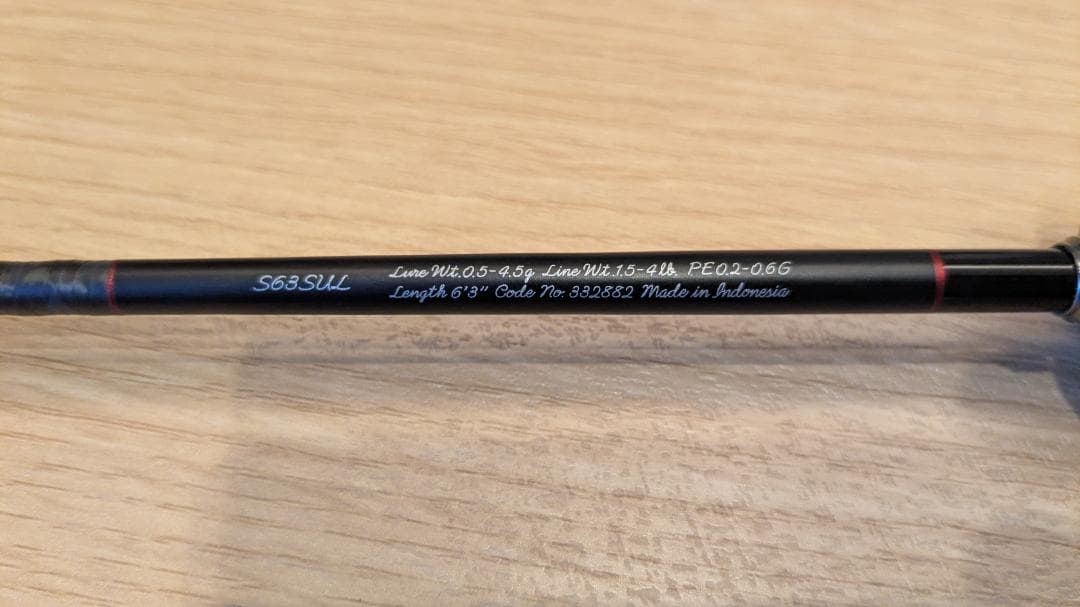 S63SUL
Lure Wt.0.5-4.5g Line Wt.1.5-4lb. PE0.2-0.6G
Length 6'3" Code No. 332882 Made in Indonesia